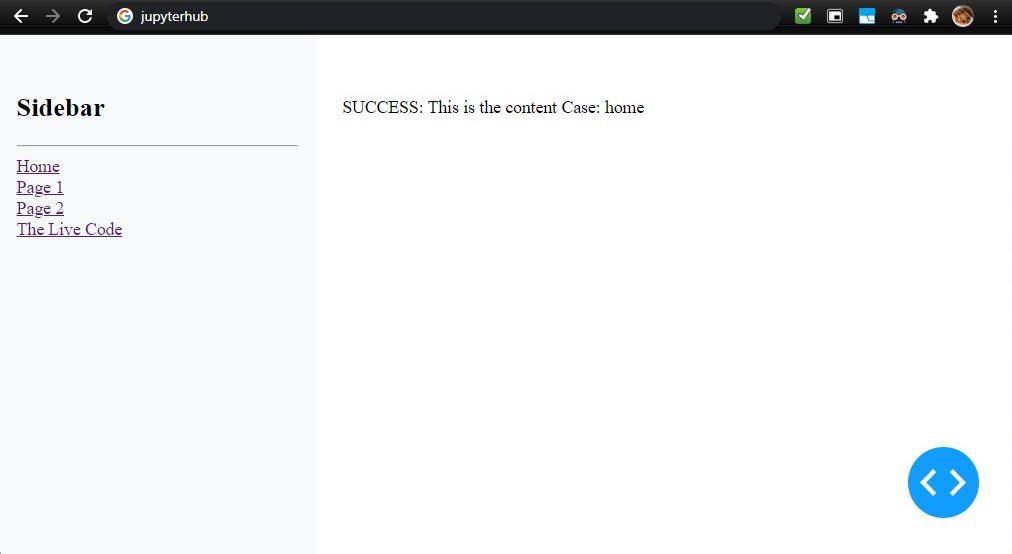 jupyterhub
Sidebar
SUCCESS: This is the content Case: home
Home
Page 1
Page 2
The Live Code